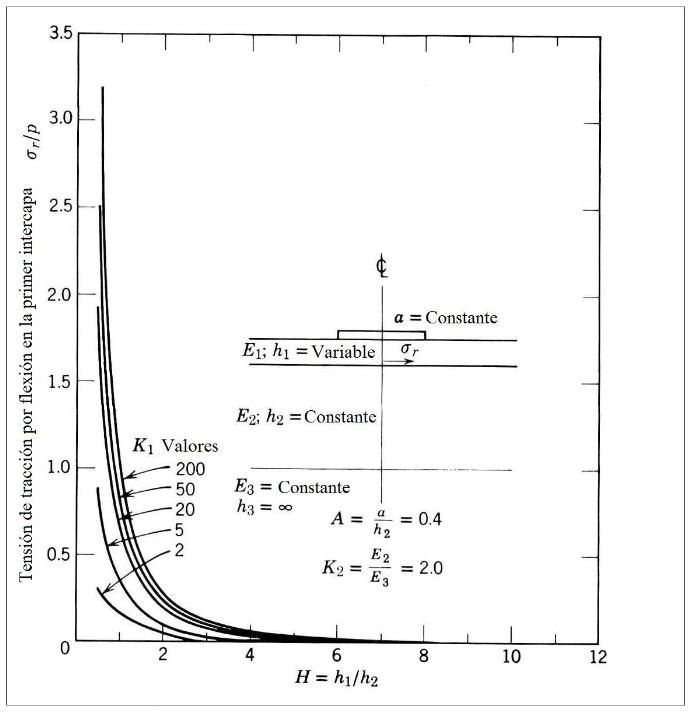 3.5
3.0
2.5
2.0
1.5
1.0
0.5
0
Tensión de tracción por flexión en la primer intercapa σr/p
℄
a = Constante
E1; h1 = Variable
σr
E2; h2 = Constante
E3 = Constante
h3 = ∞
A = a/h2 = 0.4
K2 = E2/E3 = 2.0
K1 Valores
200
50
20
5
2
2 4 6 8 10 12
H = h1/h2